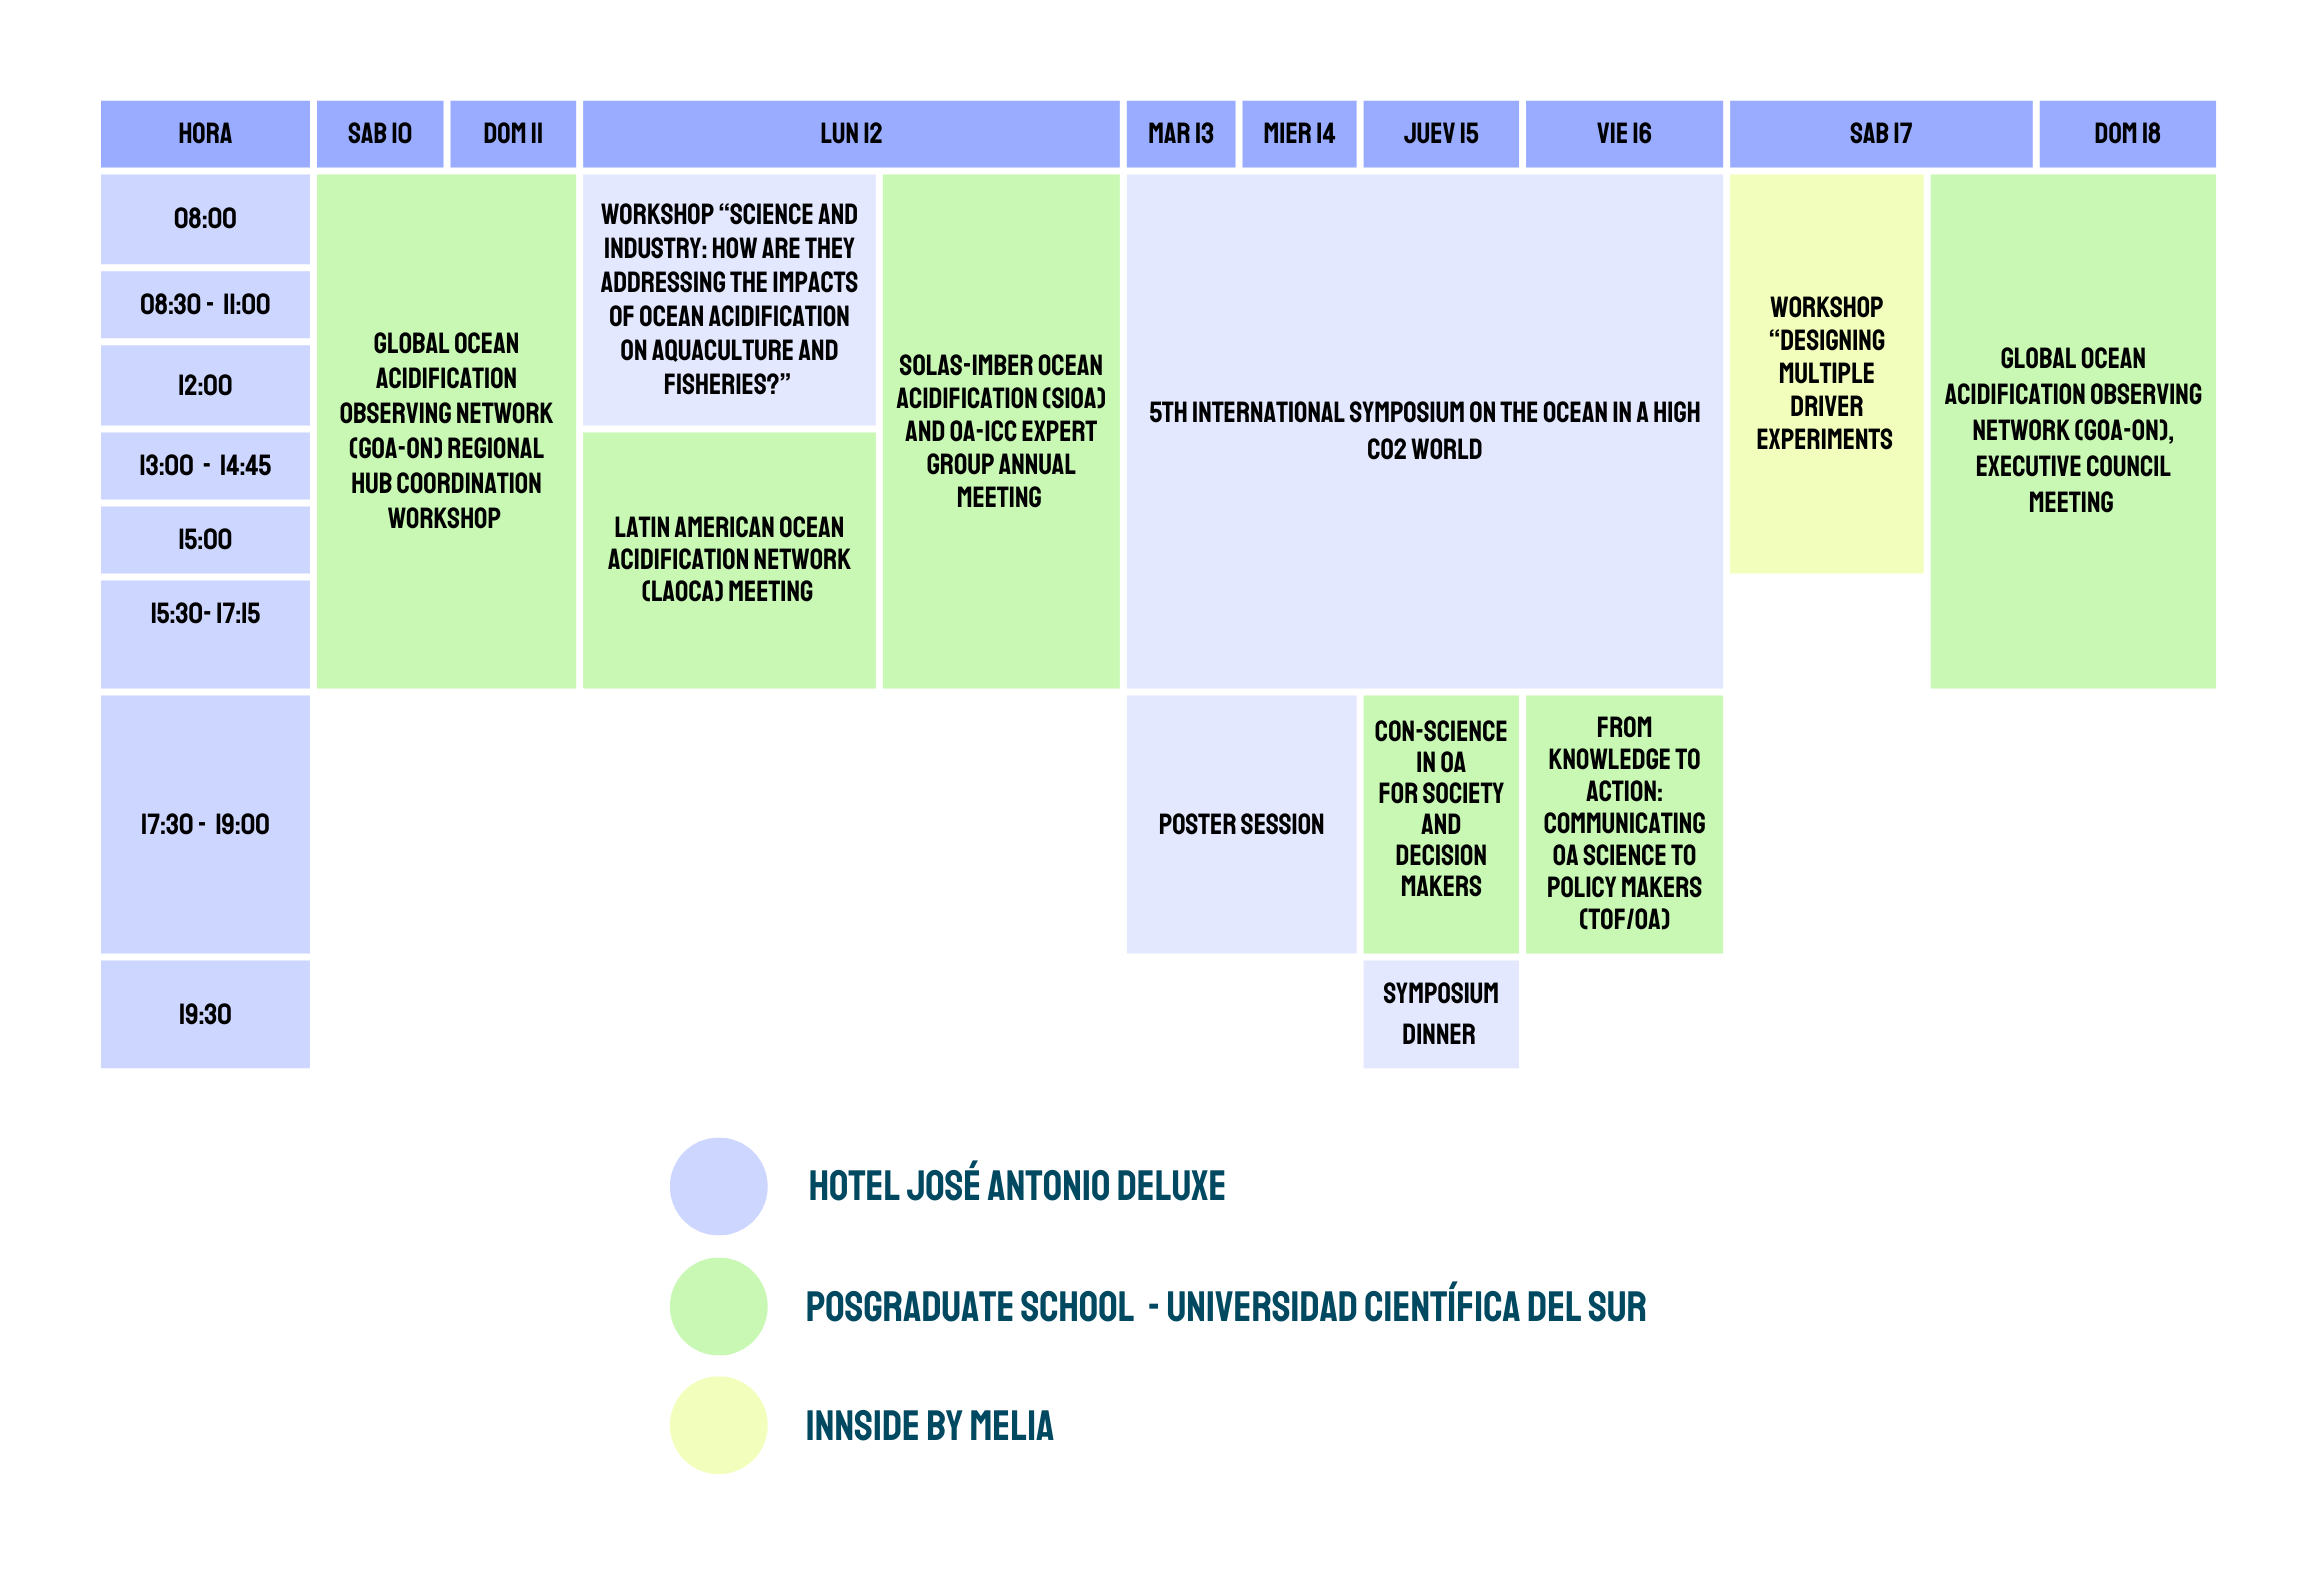 HORA
SAB 10
DOM 11
LUN 12
MAR 13
MIER 14
JUEV 15
VIE 16
SAB 17
DOM 18
08:00
08:30 - 11:00
12:00
13:00 - 14:45
15:00
15:30- 17:15
17:30 - 19:00
19:30
GLOBAL OCEAN
ACIDIFICATION
OBSERVING NETWORK
(GOA-ON) REGIONAL
HUB COORDINATION
WORKSHOP
WORKSHOP “SCIENCE AND
INDUSTRY: HOW ARE THEY
ADDRESSING THE IMPACTS
OF OCEAN ACIDIFICATION
ON AQUACULTURE AND
FISHERIES?”
LATIN AMERICAN OCEAN
ACIDIFICATION NETWORK
(LAOCA) MEETING
SOLAS-IMBER OCEAN
ACIDIFICATION (SIOA)
AND OA-ICC EXPERT
GROUP ANNUAL
MEETING
5TH INTERNATIONAL SYMPOSIUM ON THE OCEAN IN A HIGH
CO2 WORLD
WORKSHOP
“DESIGNING
MULTIPLE
DRIVER
EXPERIMENTS
GLOBAL OCEAN
ACIDIFICATION OBSERVING
NETWORK (GOA-ON),
EXECUTIVE COUNCIL
MEETING
POSTER SESSION
CON-SCIENCE
IN OA
FOR SOCIETY
AND
DECISION
MAKERS
FROM
KNOWLEDGE TO
ACTION:
COMMUNICATING
OA SCIENCE TO
POLICY MAKERS
(TOF/OA)
SYMPOSIUM
DINNER
HOTEL JOSÉ ANTONIO DELUXE
POSGRADUATE SCHOOL - UNIVERSIDAD CIENTÍFICA DEL SUR
INNSIDE BY MELIA